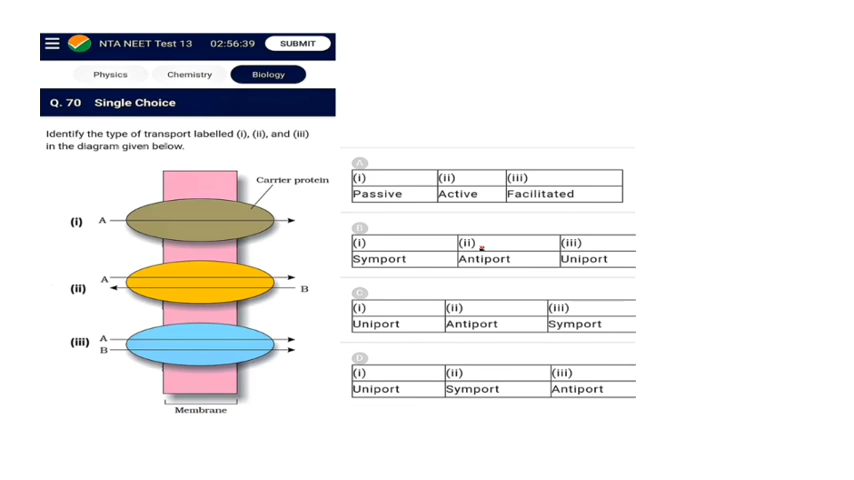 NTA NEET Test 13 02:56:39 SUBMIT
Physics Chemistry Biology
Q. 70 Single Choice
Identify the type of transport labelled (i), (ii), and (iii)
in the diagram given below.
Carrier protein
(i) A
(ii) A B
(iii) A
B
Membrane
A
(i) (ii) (iii)
Passive Active Facilitated
B
(i) (ii) (iii)
Symport Antiport Uniport
C
(i) (ii) (iii)
Uniport Antiport Symport
D
(i) (ii) (iii)
Uniport Symport Antiport